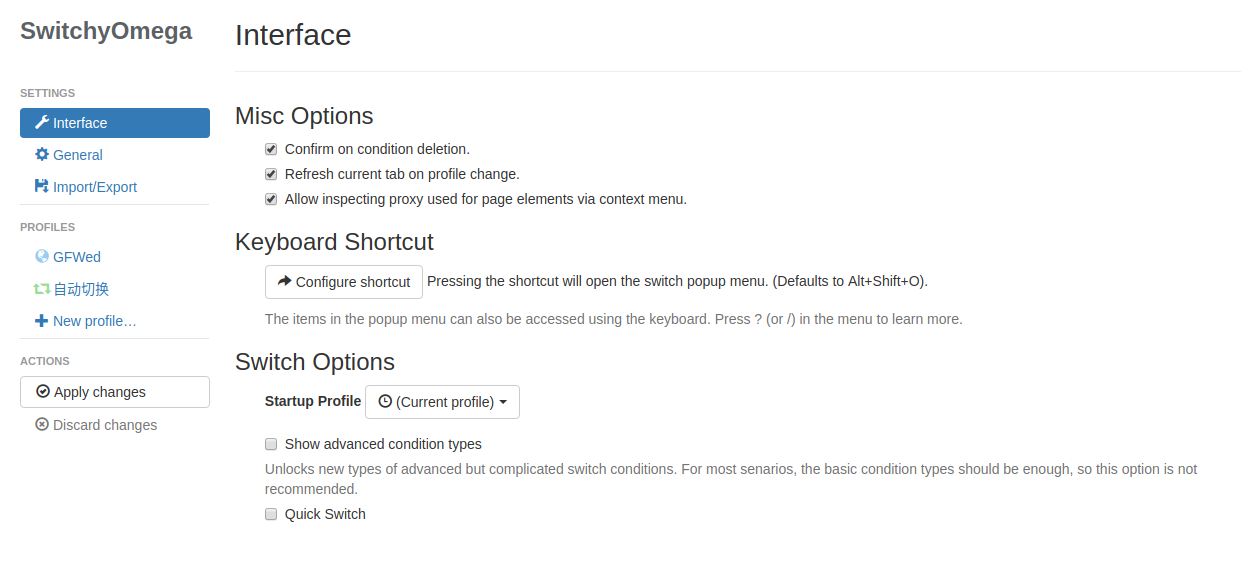 SwitchyOmega
SETTINGS
Interface
General
Import/Export
PROFILES
GFWed
自动切换
New profile…
ACTIONS
Apply changes
Discard changes
Interface
Misc Options
Confirm on condition deletion.
Refresh current tab on profile change.
Allow inspecting proxy used for page elements via context menu.
Keyboard Shortcut
Configure shortcut Pressing the shortcut will open the switch popup menu. (Defaults to Alt+Shift+O).
The items in the popup menu can also be accessed using the keyboard. Press ? (or /) in the menu to learn more.
Switch Options
Startup Profile (Current profile)
Show advanced condition types
Unlocks new types of advanced but complicated switch conditions. For most senarios, the basic condition types should be enough, so this option is not
recommended.
Quick Switch